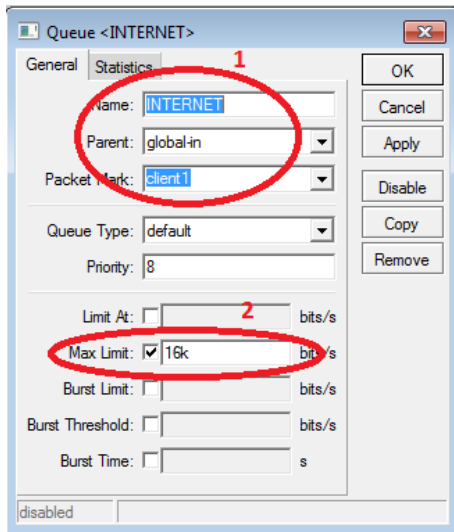 Queue <INTERNET>
General Statistics 1
OK
Name: INTERNET
Cancel
Parent: global-in
Apply
Packet Mark: client1
Disable
Queue Type: default
Copy
Priority: 8
Remove
Limit At: bits/s
2
Max Limit: 16k bits/s
Burst Limit: bits/s
Burst Threshold: bits/s
Burst Time: s
disabled